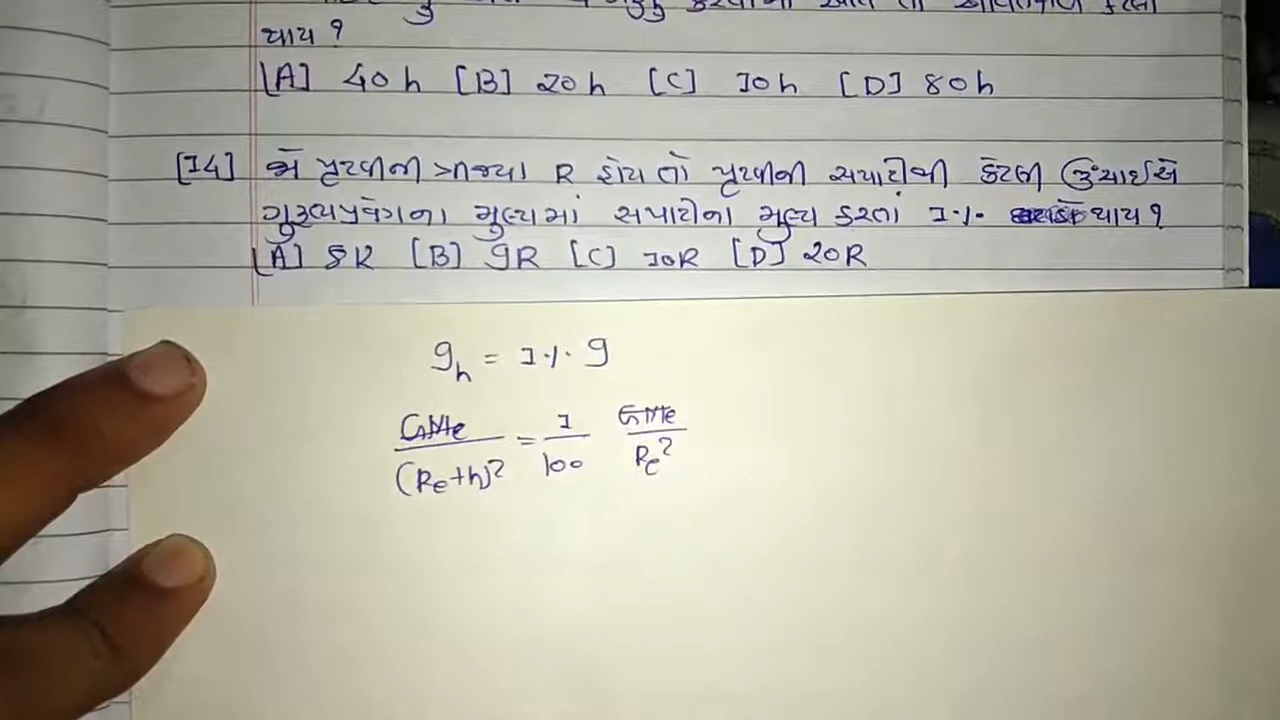 થાય ?
[A] 40 h [B] 20 h [C] 10 h [D] 80 h
[14] જો પૃથ્વીની ત્રિજ્યા R હોય તો પૃથ્વીની સપાટીથી કેટલી ઉંચાઈએ
ગુરુત્વપ્રવેગના મુલ્યમાં સપાટીના મુલ્ય કરતાં 1% થાય ?
[A] 8R [B] 9R [C] 10R [D] 20R
g_h = 1% g
GMe/(Re+h)² = 1/100 GMe/Re²